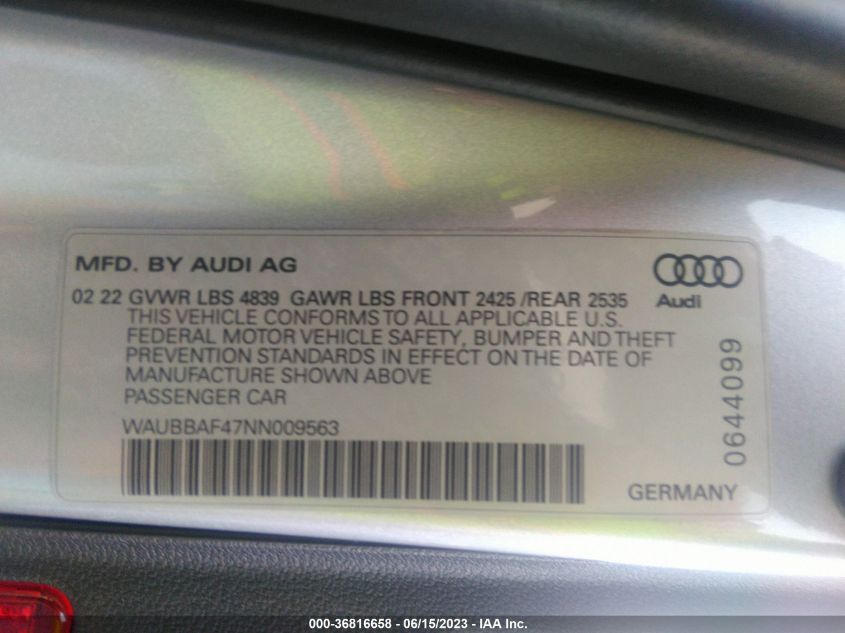 MFD. BY AUDI AG
02 22 GVWR LBS 4839 GAWR LBS FRONT 2425 /REAR 2535
THIS VEHICLE CONFORMS TO ALL APPLICABLE U.S.
FEDERAL MOTOR VEHICLE SAFETY, BUMPER AND THEFT
PREVENTION STANDARDS IN EFFECT ON THE DATE OF
MANUFACTURE SHOWN ABOVE
PASSENGER CAR
WAUBBAF47NN009563
Audi
0644099
GERMANY
000-36816658 - 06/15/2023 - IAA Inc.